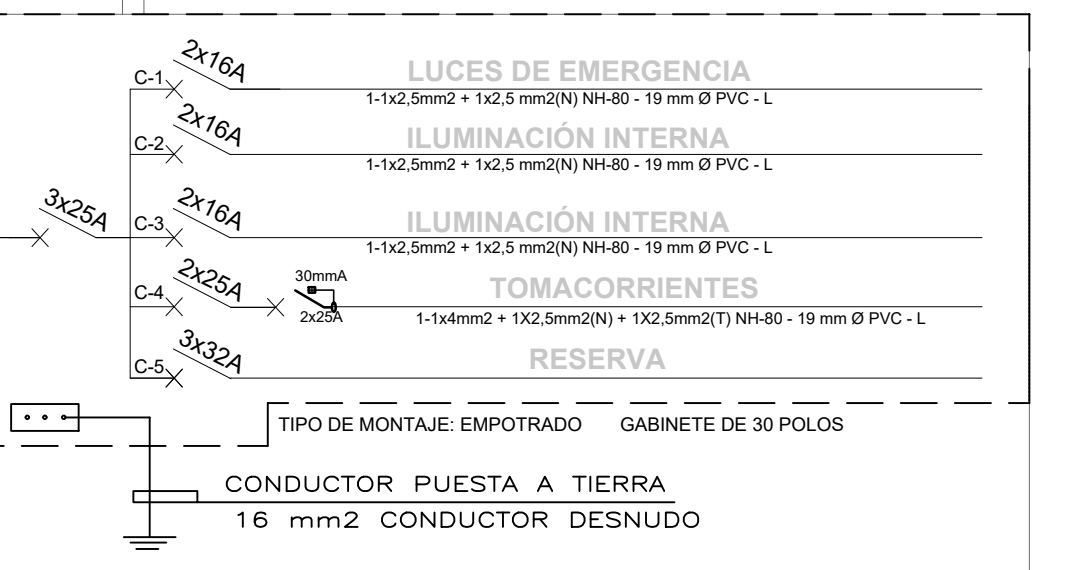 2x16A
C-1
LUCES DE EMERGENCIA
1-1x2,5mm2 + 1x2,5 mm2(N) NH-80 - 19 mm Ø PVC - L
2x16A
C-2
ILUMINACIÓN INTERNA
1-1x2,5mm2 + 1x2,5 mm2(N) NH-80 - 19 mm Ø PVC - L
3x25A
2x16A
C-3
ILUMINACIÓN INTERNA
1-1x2,5mm2 + 1x2,5 mm2(N) NH-80 - 19 mm Ø PVC - L
2x25A
C-4
30mmA
2x25A
TOMACORRIENTES
1-1x4mm2 + 1X2,5mm2(N) + 1X2,5mm2(T) NH-80 - 19 mm Ø PVC - L
3x32A
C-5
RESERVA
TIPO DE MONTAJE: EMPOTRADO GABINETE DE 30 POLOS
CONDUCTOR PUESTA A TIERRA
16 mm2 CONDUCTOR DESNUDO